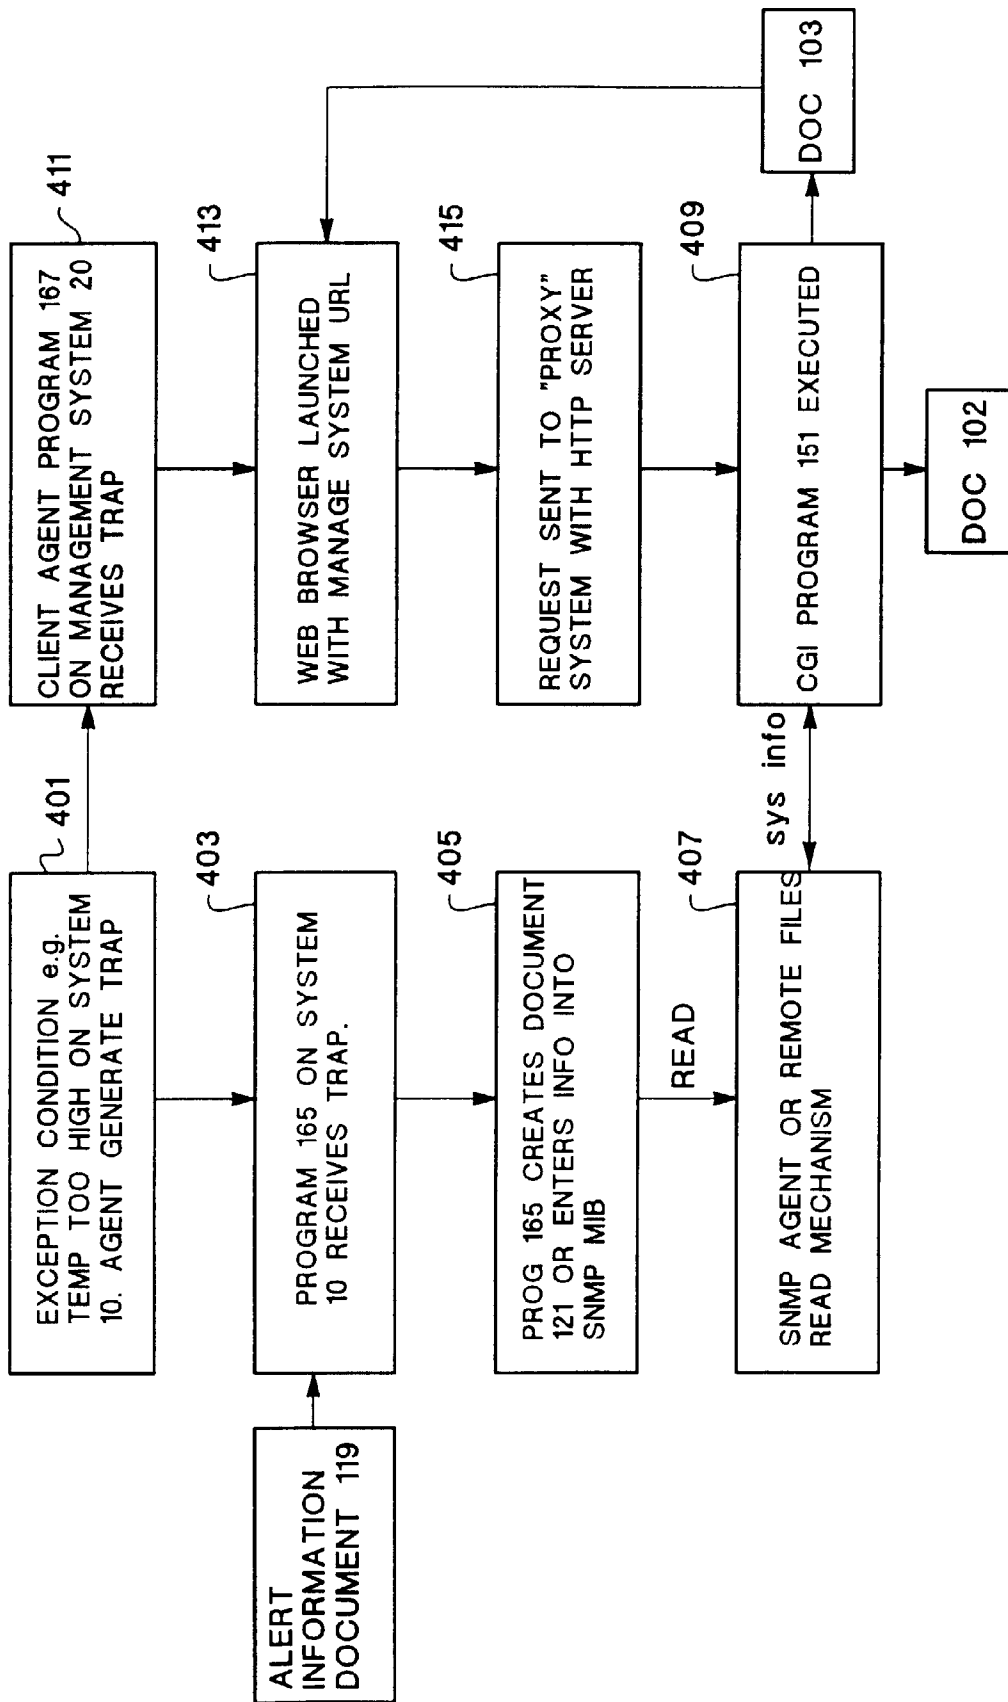 401
EXCEPTION CONDITION e.g.
TEMP TOO HIGH ON SYSTEM
10. AGENT GENERATE TRAP
411
CLIENT AGENT PROGRAM 167
ON MANAGEMENT SYSTEM 20
RECEIVES TRAP
ALERT
INFORMATION
DOCUMENT 119
403
PROGRAM 165 ON SYSTEM
10 RECEIVES TRAP.
413
WEB BROWSER LAUNCHED
WITH MANAGE SYSTEM URL
405
PROG 165 CREATES DOCUMENT
121 OR ENTERS INFO INTO
SNMP MIB
415
REQUEST SENT TO "PROXY"
SYSTEM WITH HTTP SERVER
READ
407
SNMP AGENT OR REMOTE FILES
READ MECHANISM
sys info
409
CGI PROGRAM 151 EXECUTED
DOC 103
DOC 102